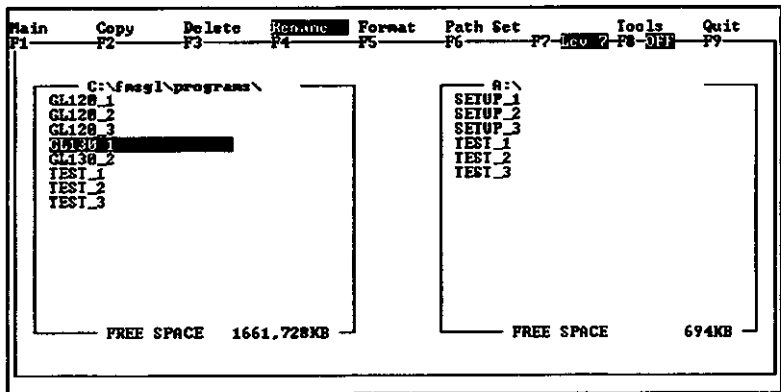 Main Copy Delete Rename Format Path Set Tools Quit
F1 F2 F3 F4 F5 F6 F7 Lev ? F8 OFF F9
C:\fmsgl\programs\
GL120_1
GL120_2
GL120_3
GL130_1
GL130_2
TEST_1
TEST_2
TEST_3
FREE SPACE 1661,728KB
A:\
SETUP_1
SETUP_2
SETUP_3
TEST_1
TEST_2
TEST_3
FREE SPACE 694KB